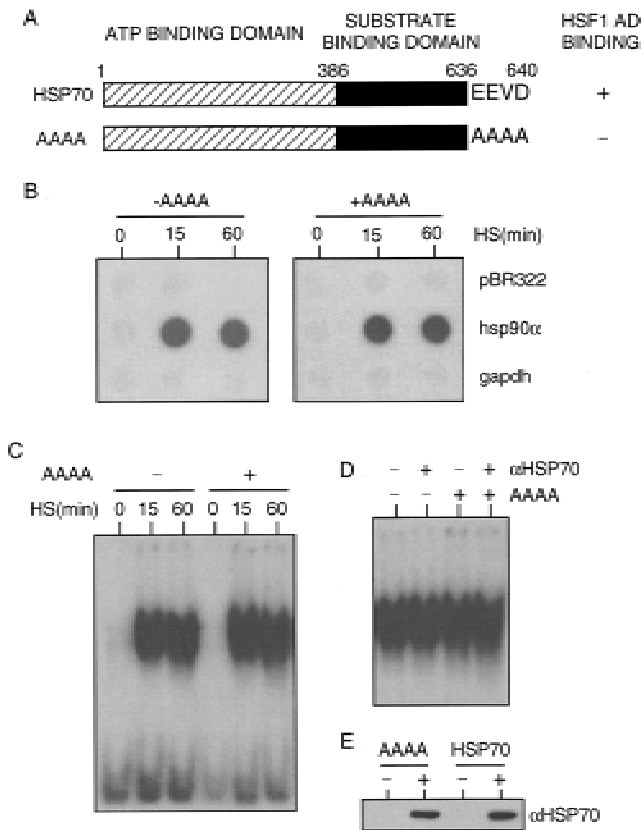 A
ATP BINDING DOMAIN
SUBSTRATE BINDING DOMAIN
HSF1 AD BINDING
1 386 636 640
HSP70 EEVD +
AAAA AAAA –
B
-AAAA +AAAA
0 15 60 0 15 60 HS(min)
pBR322
hsp90α
gapdh
C
AAAA – +
HS(min) 0 15 60 0 15 60
D
– + – + αHSP70
– – + + AAAA
E
AAAA HSP70
– + – +
αHSP70